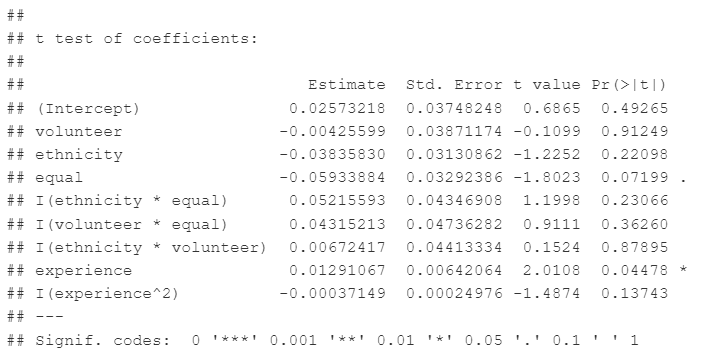 ##
## t test of coefficients:
##
##                             Estimate  Std. Error t value Pr(>|t|)
## (Intercept)               0.02573218  0.03748248  0.6865  0.49265
## volunteer                -0.00425599  0.03871174 -0.1099  0.91249
## ethnicity                -0.03835830  0.03130862 -1.2252  0.22098
## equal                    -0.05933884  0.03292386 -1.8023  0.07199 .
## I(ethnicity * equal)      0.05215593  0.04346908  1.1998  0.23066
## I(volunteer * equal)      0.04315213  0.04736282  0.9111  0.36260
## I(ethnicity * volunteer)  0.00672417  0.04413334  0.1524  0.87895
## experience                0.01291067  0.00642064  2.0108  0.04478 *
## I(experience^2)          -0.00037149  0.00024976 -1.4874  0.13743
## ---
## Signif. codes:  0 '***' 0.001 '**' 0.01 '*' 0.05 '.' 0.1 ' ' 1